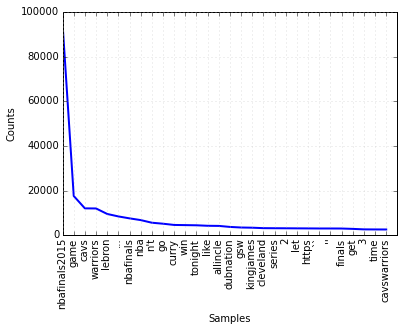 100000
80000
60000
40000
20000
0
Counts
nbafinals2015
game
cavs
warriors
lebron
...
nbafinals
nba
n't
go
curry
win
tonight
like
allincle
dubnation
gsw
kingjames
cleveland
series
2
let
https
``
''
finals
get
3
time
cavswarriors
Samples